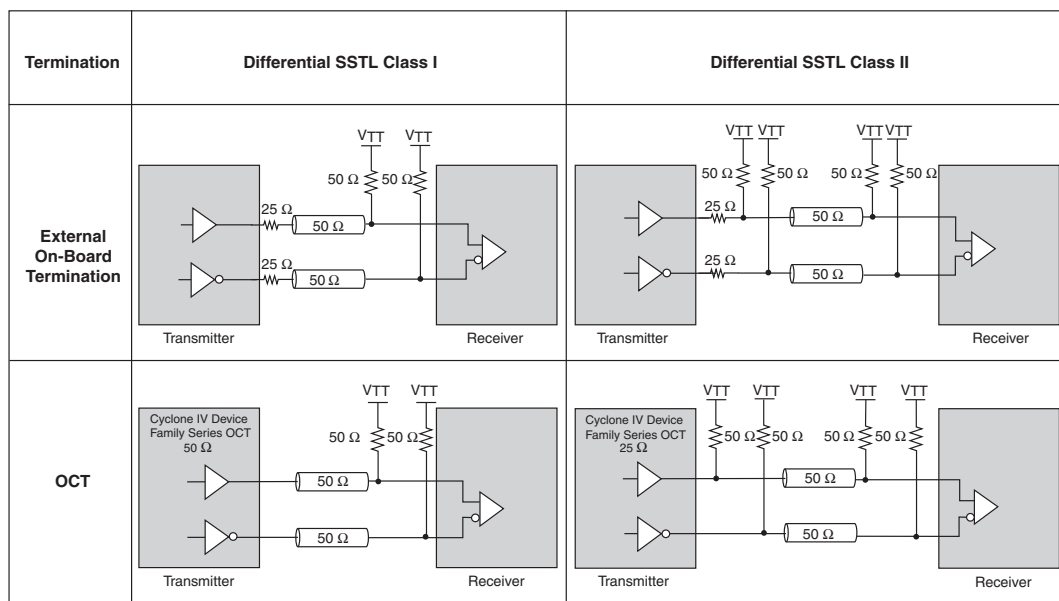 Termination
Differential SSTL Class I
Differential SSTL Class II
External
On-Board
Termination
VTT
VTT
50 Ω
50 Ω
25 Ω
50 Ω
25 Ω
50 Ω
Transmitter
Receiver
VTT
VTT
VTT
VTT
50 Ω
50 Ω
50 Ω
50 Ω
25 Ω
50 Ω
25 Ω
50 Ω
Transmitter
Receiver
OCT
Cyclone IV Device
Family Series OCT
50 Ω
VTT
VTT
50 Ω
50 Ω
50 Ω
50 Ω
Transmitter
Receiver
Cyclone IV Device
Family Series OCT
25 Ω
VTT
VTT
VTT
VTT
50 Ω
50 Ω
50 Ω
50 Ω
50 Ω
50 Ω
Transmitter
Receiver